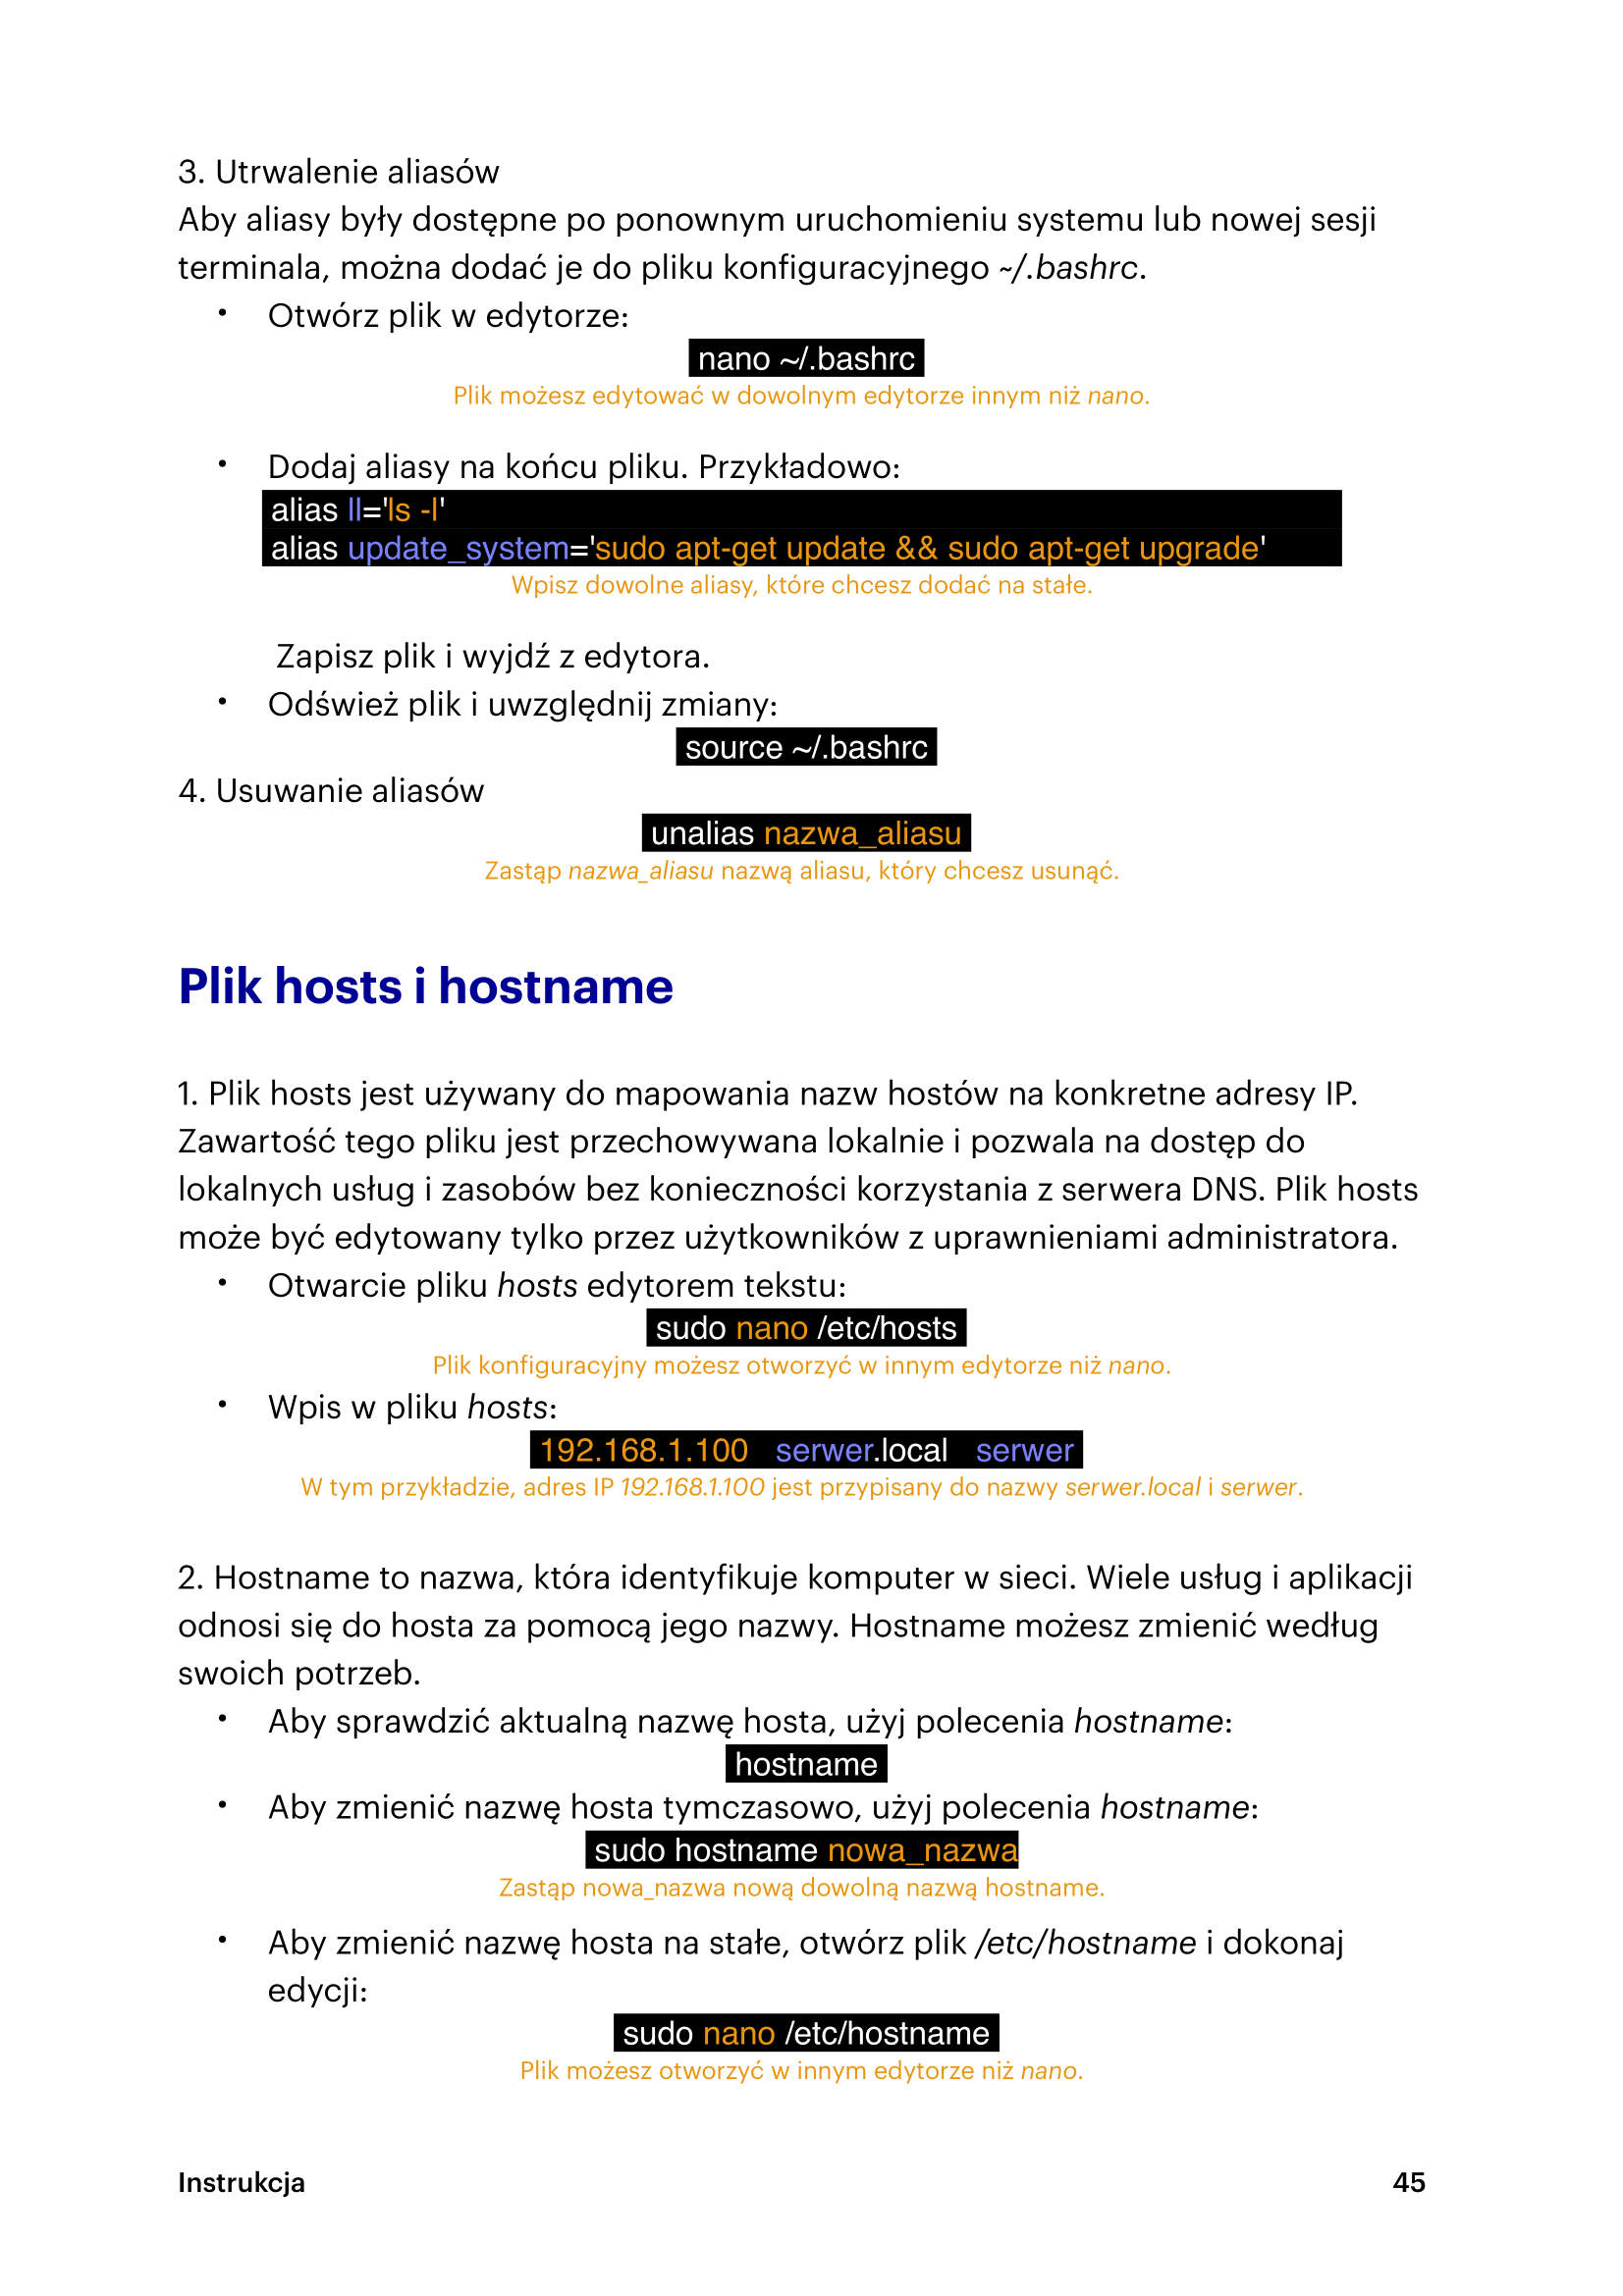 3. Utrwalenie aliasów
Aby aliasy były dostępne po ponownym uruchomieniu systemu lub nowej sesji
terminala, można dodać je do pliku konfiguracyjnego ~/.bashrc.
• Otwórz plik w edytorze:
nano ~/.bashrc
Plik możesz edytować w dowolnym edytorze innym niż nano.
• Dodaj aliasy na końcu pliku. Przykładowo:
alias ll='ls -l'
alias update_system='sudo apt-get update && sudo apt-get upgrade'
Wpisz dowolne aliasy, które chcesz dodać na stałe.
Zapisz plik i wyjdź z edytora.
• Odśwież plik i uwzględnij zmiany:
source ~/.bashrc
4. Usuwanie aliasów
unalias nazwa_aliasu
Zastąp nazwa_aliasu nazwą aliasu, który chcesz usunąć.
Plik hosts i hostname
1. Plik hosts jest używany do mapowania nazw hostów na konkretne adresy IP.
Zawartość tego pliku jest przechowywana lokalnie i pozwala na dostęp do
lokalnych usług i zasobów bez konieczności korzystania z serwera DNS. Plik hosts
może być edytowany tylko przez użytkowników z uprawnieniami administratora.
• Otwarcie pliku hosts edytorem tekstu:
sudo nano /etc/hosts
Plik konfiguracyjny możesz otworzyć w innym edytorze niż nano.
• Wpis w pliku hosts:
192.168.1.100 serwer.local serwer
W tym przykładzie, adres IP 192.168.1.100 jest przypisany do nazwy serwer.local i serwer.
2. Hostname to nazwa, która identyfikuje komputer w sieci. Wiele usług i aplikacji
odnosi się do hosta za pomocą jego nazwy. Hostname możesz zmienić według
swoich potrzeb.
• Aby sprawdzić aktualną nazwę hosta, użyj polecenia hostname:
hostname
• Aby zmienić nazwę hosta tymczasowo, użyj polecenia hostname:
sudo hostname nowa_nazwa
Zastąp nowa_nazwa nową dowolną nazwą hostname.
• Aby zmienić nazwę hosta na stałe, otwórz plik /etc/hostname i dokonaj
edycji:
sudo nano /etc/hostname
Plik możesz otworzyć w innym edytorze niż nano.
Instrukcja 45